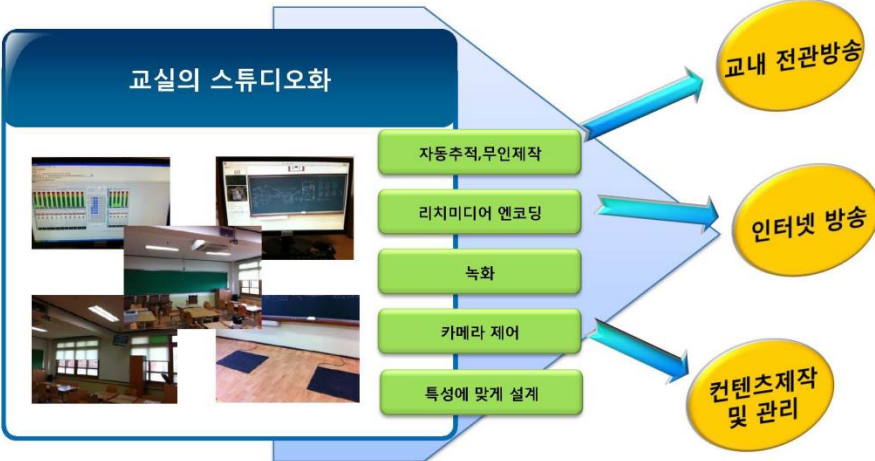 교실의 스튜디오화
자동추적,무인제작
리치미디어 엔코딩
녹화
카메라 제어
특성에 맞게 설계
교내 전관방송
인터넷 방송
컨텐츠제작
및 관리